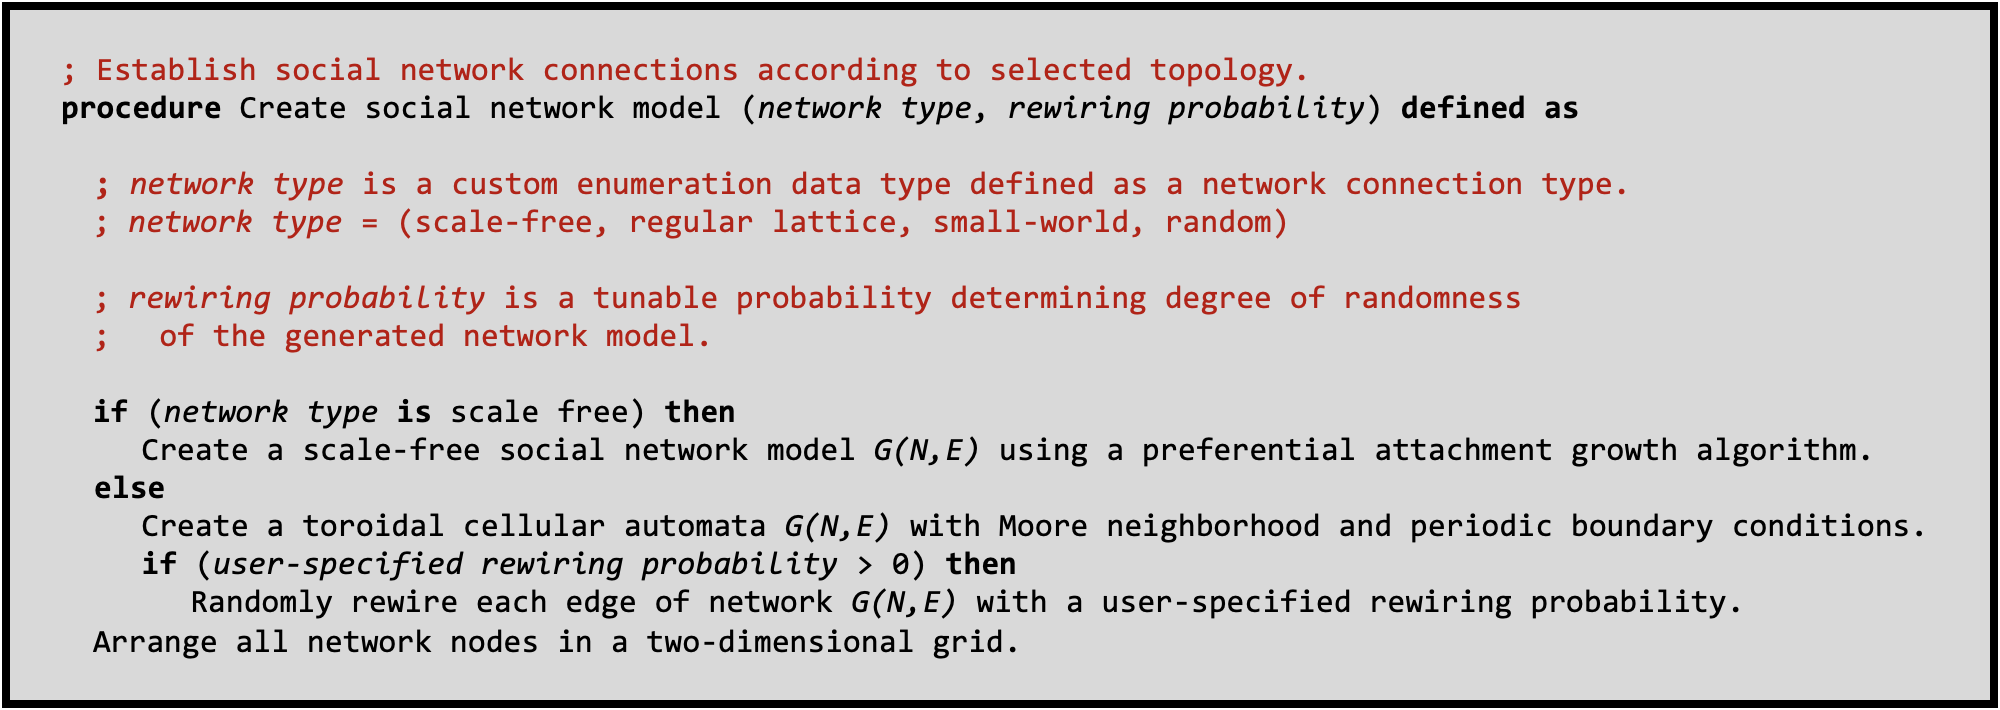 ; Establish social network connections according to selected topology.
procedure Create social network model (network type, rewiring probability) defined as
; network type is a custom enumeration data type defined as a network connection type.
; network type = (scale-free, regular lattice, small-world, random)
; rewiring probability is a tunable probability determining degree of randomness
; of the generated network model.
if (network type is scale free) then
Create a scale-free social network model G(N,E) using a preferential attachment growth algorithm.
else
Create a toroidal cellular automata G(N,E) with Moore neighborhood and periodic boundary conditions.
if (user-specified rewiring probability > 0) then
Randomly rewire each edge of network G(N,E) with a user-specified rewiring probability.
Arrange all network nodes in a two-dimensional grid.